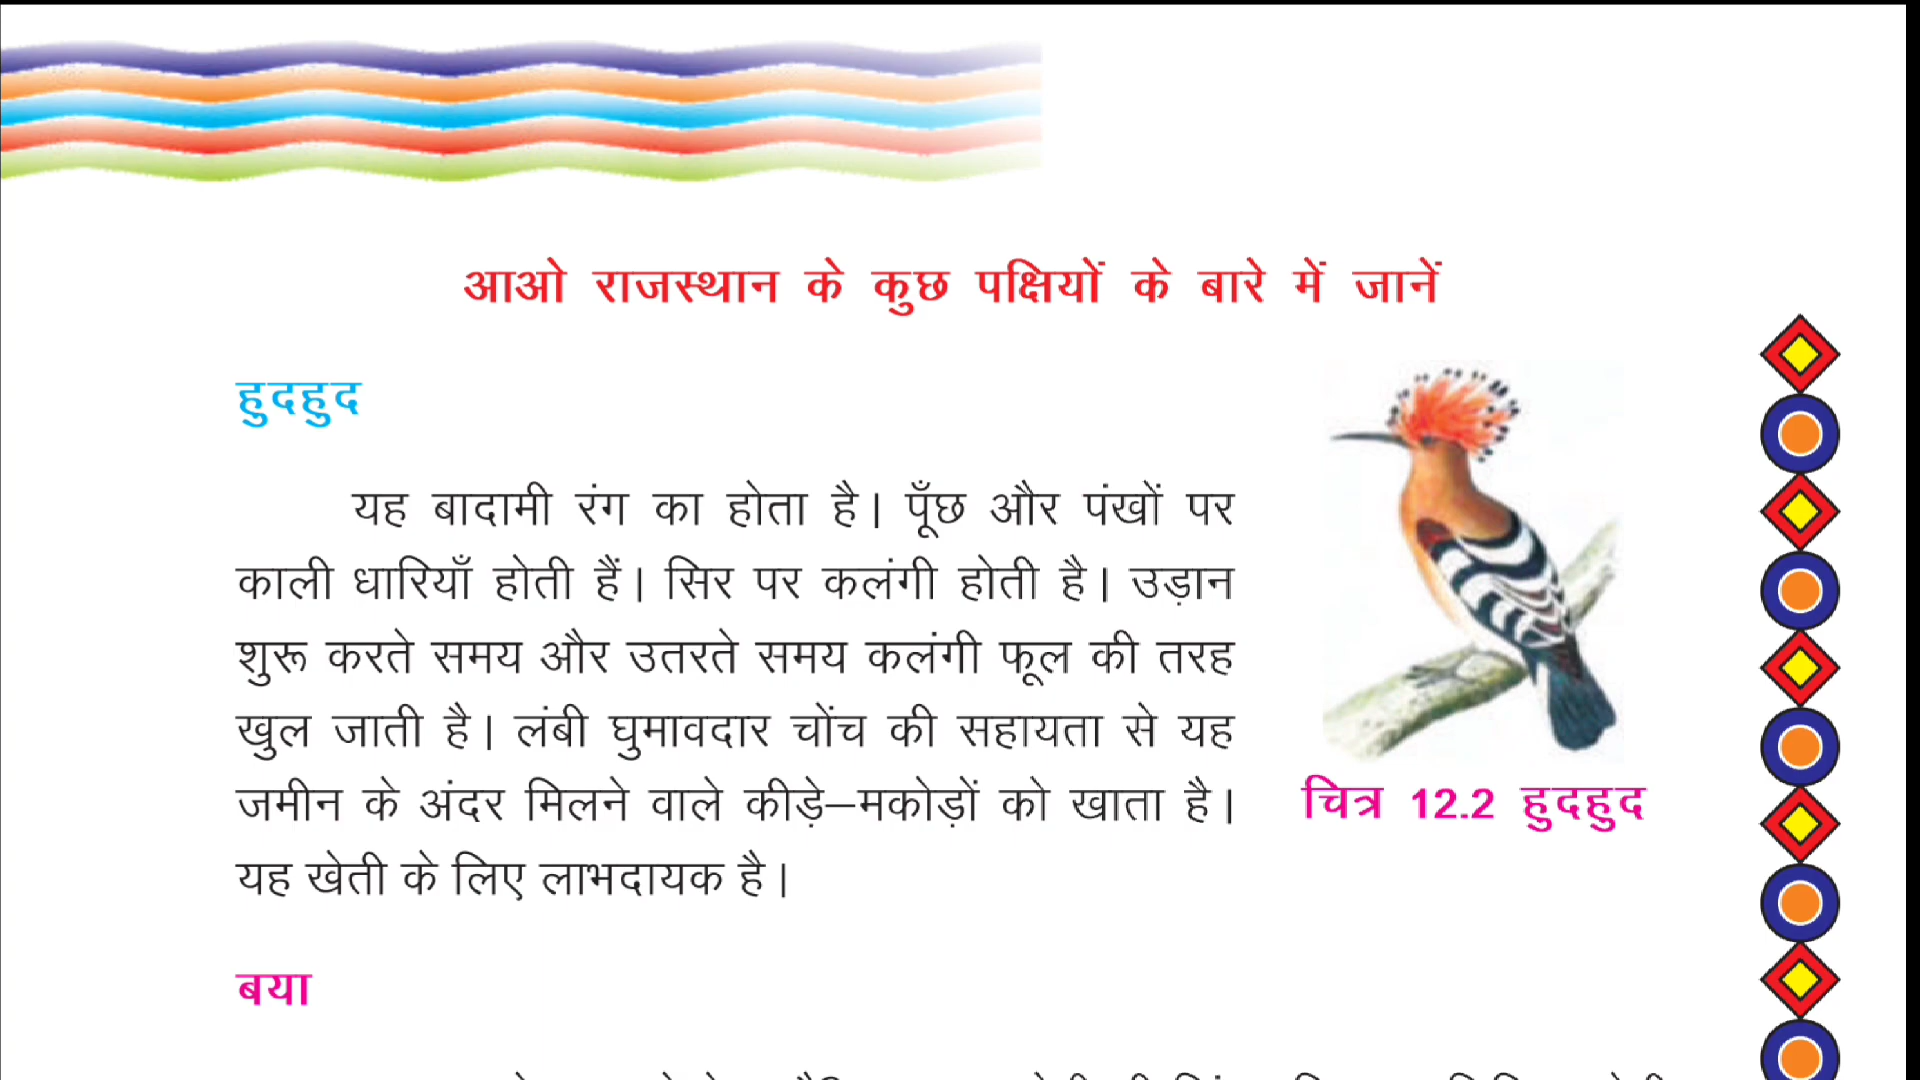 आओ राजस्थान के कुछ पक्षियों के बारे में जानें
हुदहुद
यह बादामी रंग का होता है। पूँछ और पंखों पर
काली धारियाँ होती हैं। सिर पर कलंगी होती है। उड़ान
शुरू करते समय और उतरते समय कलंगी फूल की तरह
खुल जाती है। लंबी घुमावदार चोंच की सहायता से यह
जमीन के अंदर मिलने वाले कीड़े–मकोड़ों को खाता है।
यह खेती के लिए लाभदायक है।
चित्र 12.2 हुदहुद
बया